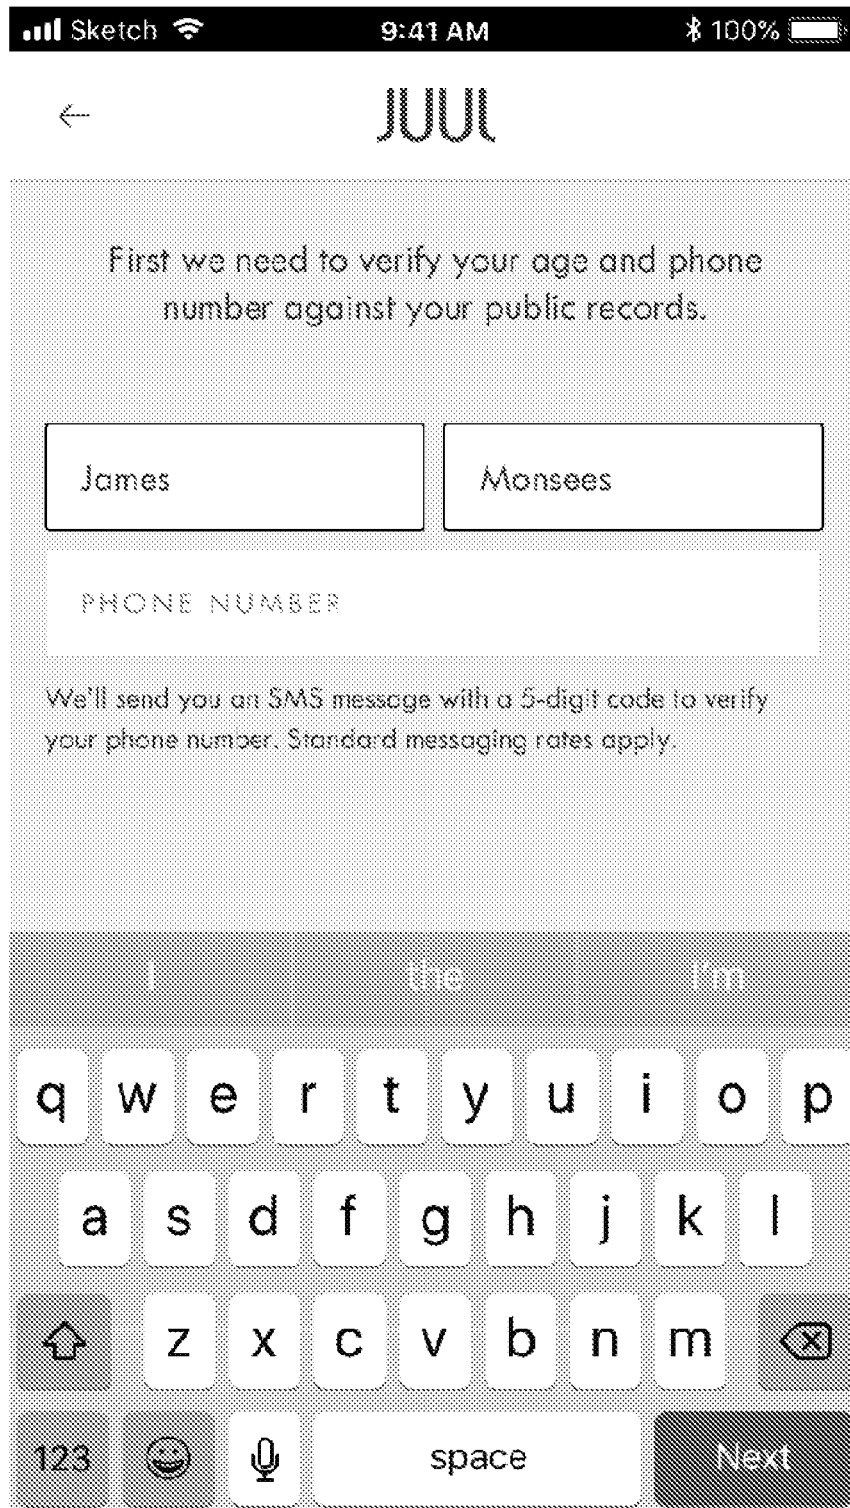 Sketch 9:41 AM 100%
JUUL
First we need to verify your age and phone
number against your public records.
James Monsees
PHONE NUMBER
We'll send you an SMS message with a 5-digit code to verify
your phone number. Standard messaging rates apply.
I the I'm
q w e r t y u i o p
a s d f g h j k l
z x c v b n m
123 space Next